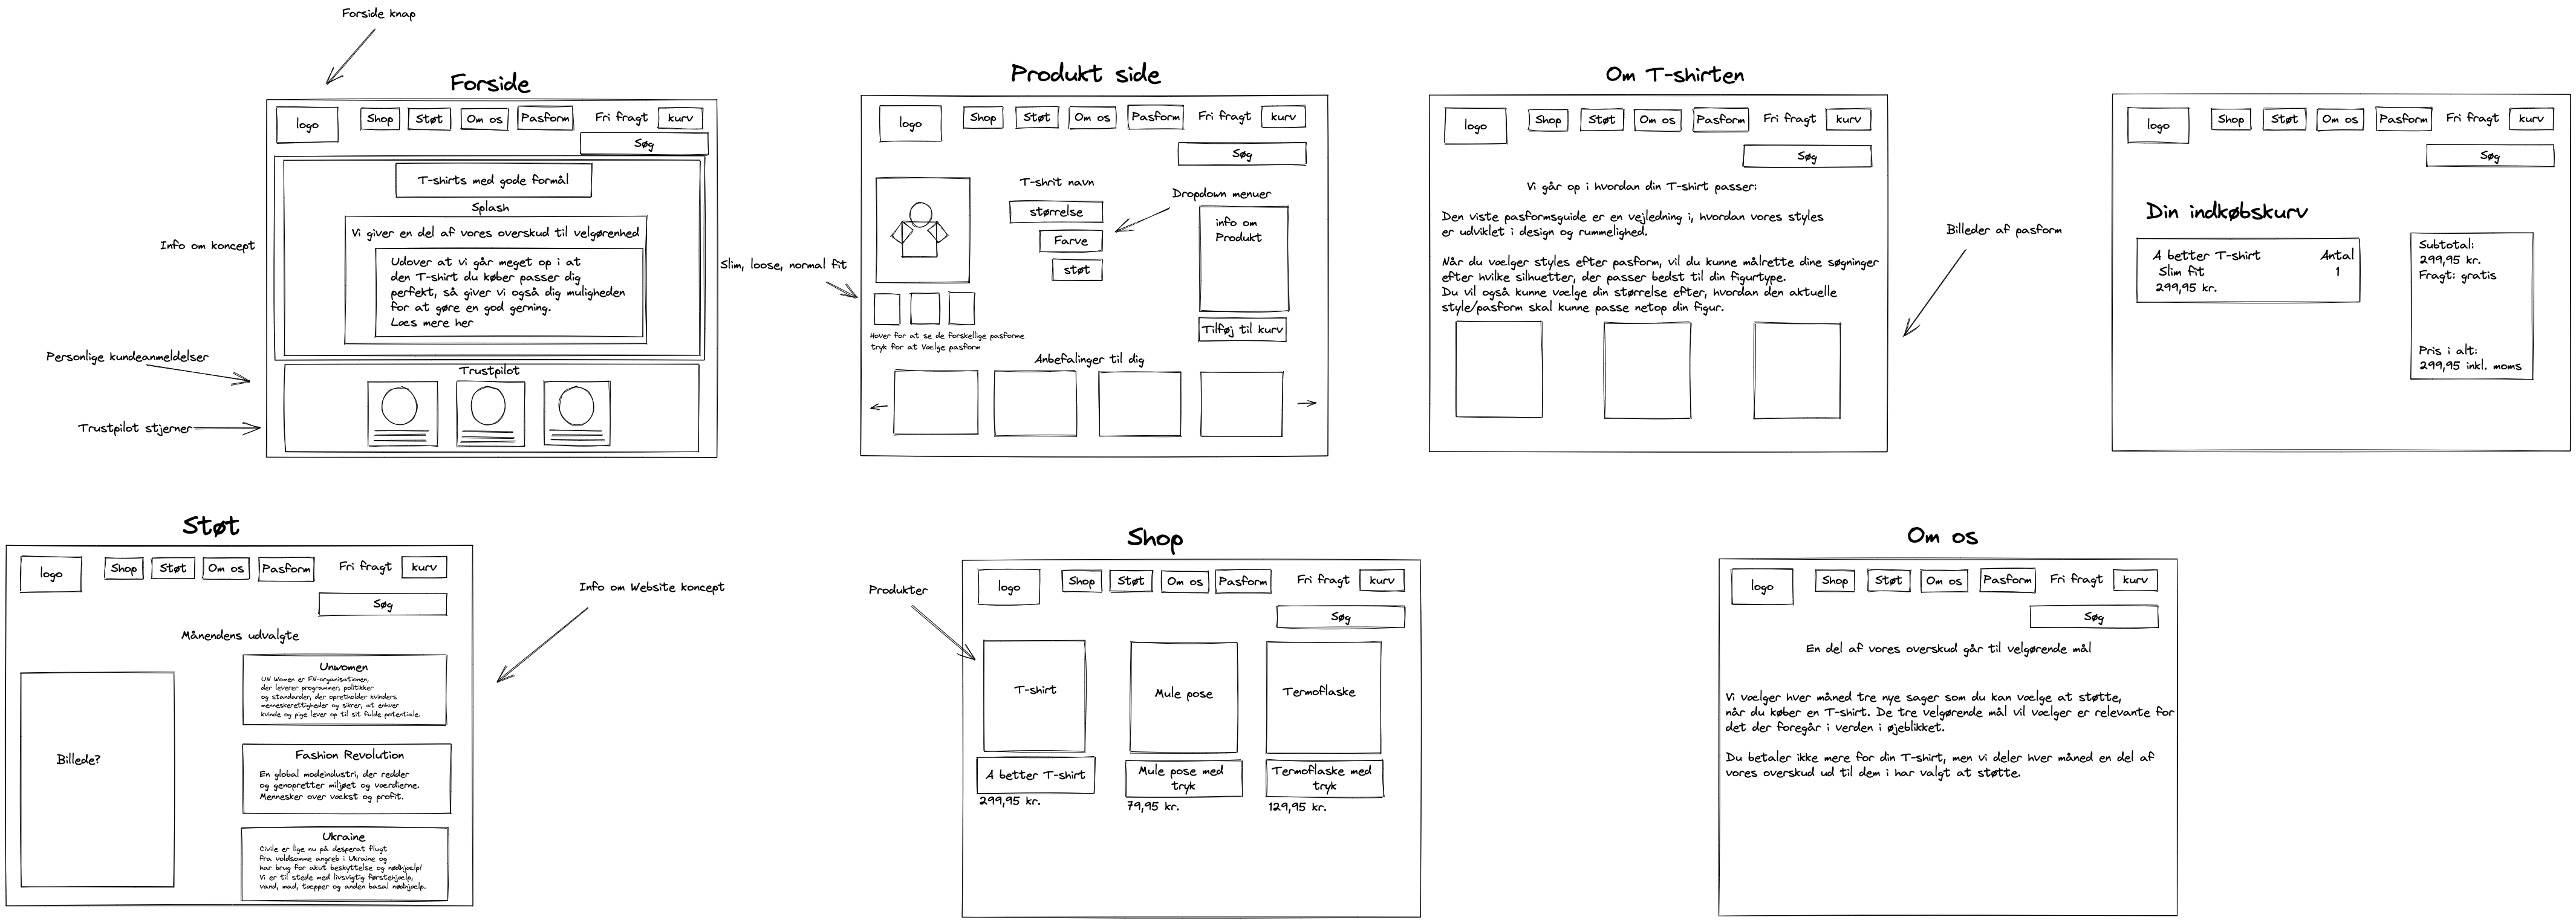 Forside knap
Forside
logo
Shop
Støt
Om os
Pasform
Fri fragt
kurv
Søg
T-shirts med gode formål
Splash
Vi giver en del af vores overskud til velgørenhed
Udover at vi går meget op i at
den T-shirt du køber passer dig
perfekt, så giver vi også dig muligheden
for at gøre en god gerning.
Læs mere her
Info om koncept
Personlige kundeanmeldelser
Trustpilot
Trustpilot stjerner
Produkt side
logo
Shop
Støt
Om os
Pasform
Fri fragt
kurv
Søg
T-shrit navn
størrelse
Farve
støt
Dropdown menuer
info om
Produkt
Slim, loose, normal fit
Hover for at se de forskellige pasforme
tryk for at Vælge pasform
Tilføj til kurv
Anbefalinger til dig
Om T-shirten
logo
Shop
Støt
Om os
Pasform
Fri fragt
kurv
Søg
Vi går op i hvordan din T-shirt passer:
Den viste pasformsguide er en vejledning i, hvordan vores styles
er udviklet i design og rummelighed.
Når du vælger styles efter pasform, vil du kunne målrette dine søgninger
efter hvilke silhuetter, der passer bedst til din figurtype.
Du vil også kunne vælge din størrelse efter, hvordan den aktuelle
style/pasform skal kunne passe netop din figur.
Billeder af pasform
logo
Shop
Støt
Om os
Pasform
Fri fragt
kurv
Søg
Din indkøbskurv
A better T-shirt
Antal
Slim fit
1
299,95 kr.
Subtotal:
299,95 kr.
Fragt: gratis
Pris i alt:
299,95 inkl. moms
Støt
logo
Shop
Støt
Om os
Pasform
Fri fragt
kurv
Søg
Månendens udvalgte
Billede?
Unwomen
UN Women er FN-organisationen,
der leverer programmer, politikker
og standarder, der opretholder kvinders
menneskerettigheder og sikrer, at enhver
kvinde og pige lever op til sit fulde potentiale.
Fashion Revolution
En global modeindustri, der redder
og genopretter miljøet og værdierne.
Mennesker over vækst og profit.
Ukraine
Civile er lige nu på desperat flugt
fra voldsomme angreb i Ukraine og
har brug for akut beskyttelse og nødhjælp!
Vi er til stede med livsvigtig førstehjælp,
vand, mad, tæpper og anden basal nødhjælp.
Info om Website koncept
Shop
Produkter
logo
Shop
Støt
Om os
Pasform
Fri fragt
kurv
Søg
T-shirt
Mule pose
Termoflaske
A better T-shirt
299,95 kr.
Mule pose med
tryk
79,95 kr.
Termoflaske med
tryk
129,95 kr.
Om os
logo
Shop
Støt
Om os
Pasform
Fri fragt
kurv
Søg
En del af vores overskud går til velgørende mål
Vi vælger hver måned tre nye sager som du kan vælge at støtte,
når du køber en T-shirt. De tre velgørende mål vil vælger er relevante for
det der foregår i verden i øjeblikket.
Du betaler ikke mere for din T-shirt, men vi deler hver måned en del af
vores overskud ud til dem i har valgt at støtte.